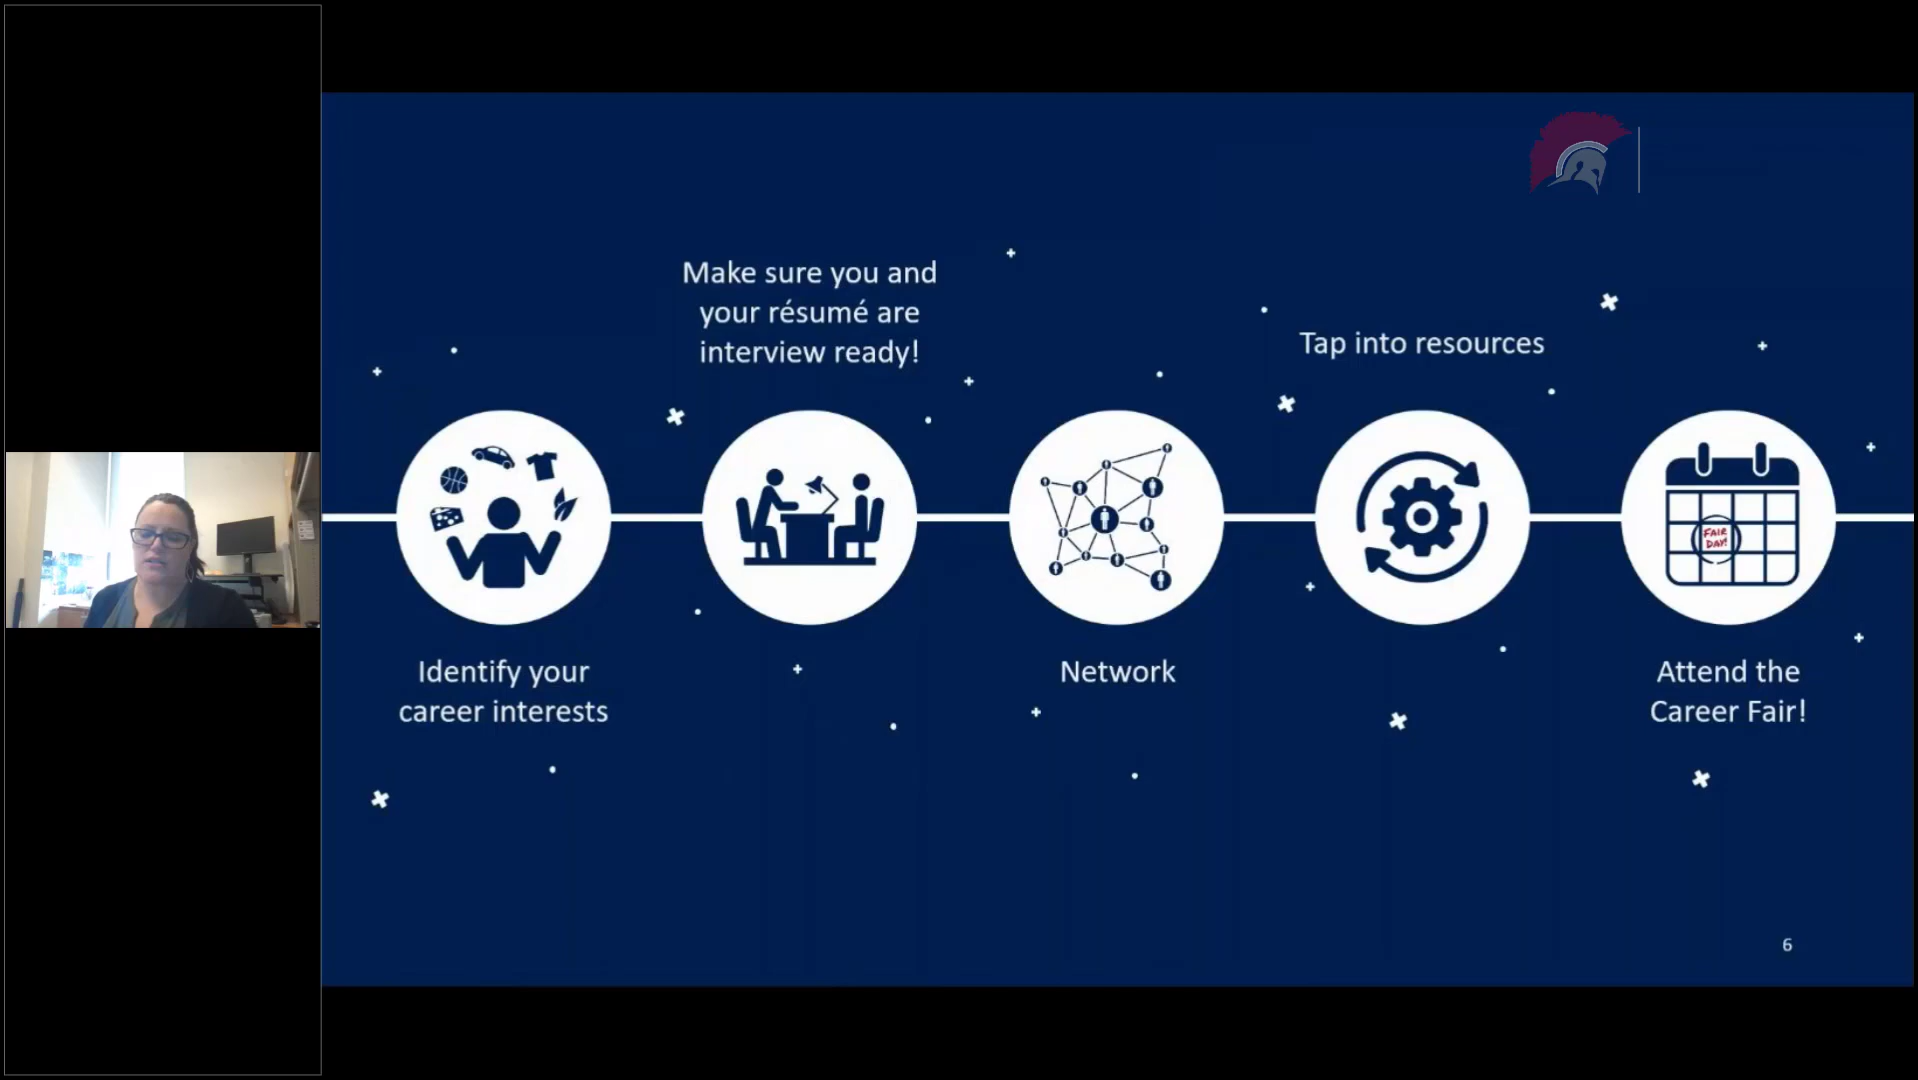 Make sure you and
your résumé are
interview ready!
Tap into resources
FAIR
DAY!
Identify your
career interests
Network
Attend the
Career Fair!
6